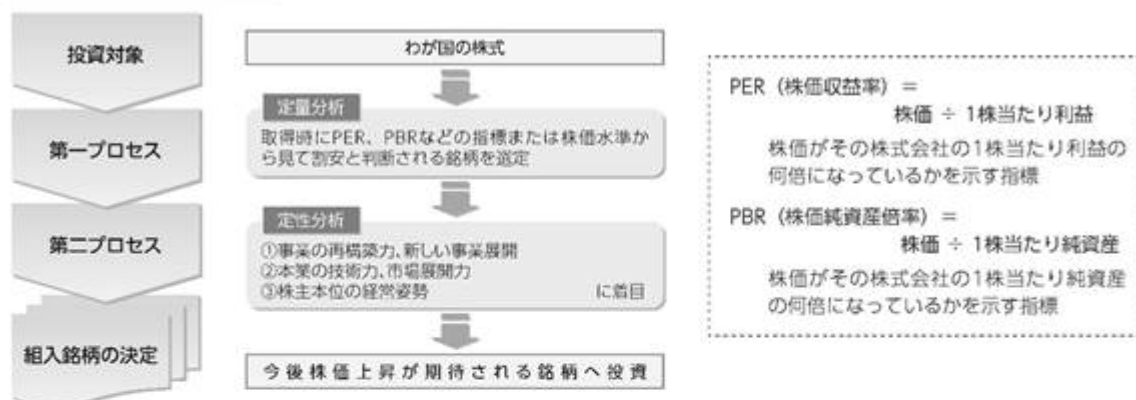 投資対象
わが国の株式
第一プロセス
定量分析
取得時にPER、PBRなどの指標または株価水準か
ら見て割安と判断される銘柄を選定
第二プロセス
定性分析
①事業の再構築力、新しい事業展開
②本業の技術力、市場展開力
③株主本位の経営姿勢 に着目
組入銘柄の決定
今後株価上昇が期待される銘柄へ投資
PER（株価収益率）＝
株価 ÷ 1株当たり利益
株価がその株式会社の1株当たり利益の
何倍になっているかを示す指標
PBR（株価純資産倍率）＝
株価 ÷ 1株当たり純資産
株価がその株式会社の1株当たり純資産
の何倍になっているかを示す指標